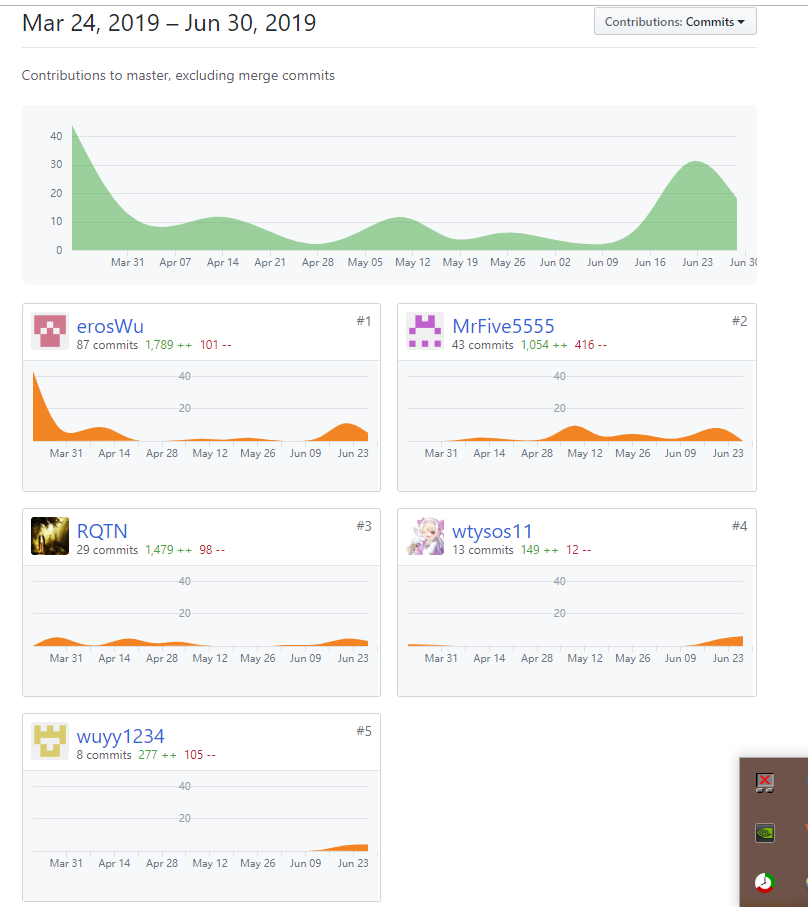 Mar 24, 2019 – Jun 30, 2019
Contributions: Commits
Contributions to master, excluding merge commits
40
30
20
10
0
Mar 31 Apr 07 Apr 14 Apr 21 Apr 28 May 05 May 12 May 19 May 26 Jun 02 Jun 09 Jun 16 Jun 23 Jun 30
erosWu #1
87 commits 1,789 ++ 101 --
40
20
Mar 31 Apr 14 Apr 28 May 12 May 26 Jun 09 Jun 23
MrFive5555 #2
43 commits 1,054 ++ 416 --
40
20
Mar 31 Apr 14 Apr 28 May 12 May 26 Jun 09 Jun 23
RQTN #3
29 commits 1,479 ++ 98 --
40
20
Mar 31 Apr 14 Apr 28 May 12 May 26 Jun 09 Jun 23
wtysos11 #4
13 commits 149 ++ 12 --
40
20
Mar 31 Apr 14 Apr 28 May 12 May 26 Jun 09 Jun 23
wuyy1234 #5
8 commits 277 ++ 105 --
40
20
Mar 31 Apr 14 Apr 28 May 12 May 26 Jun 09 Jun 23